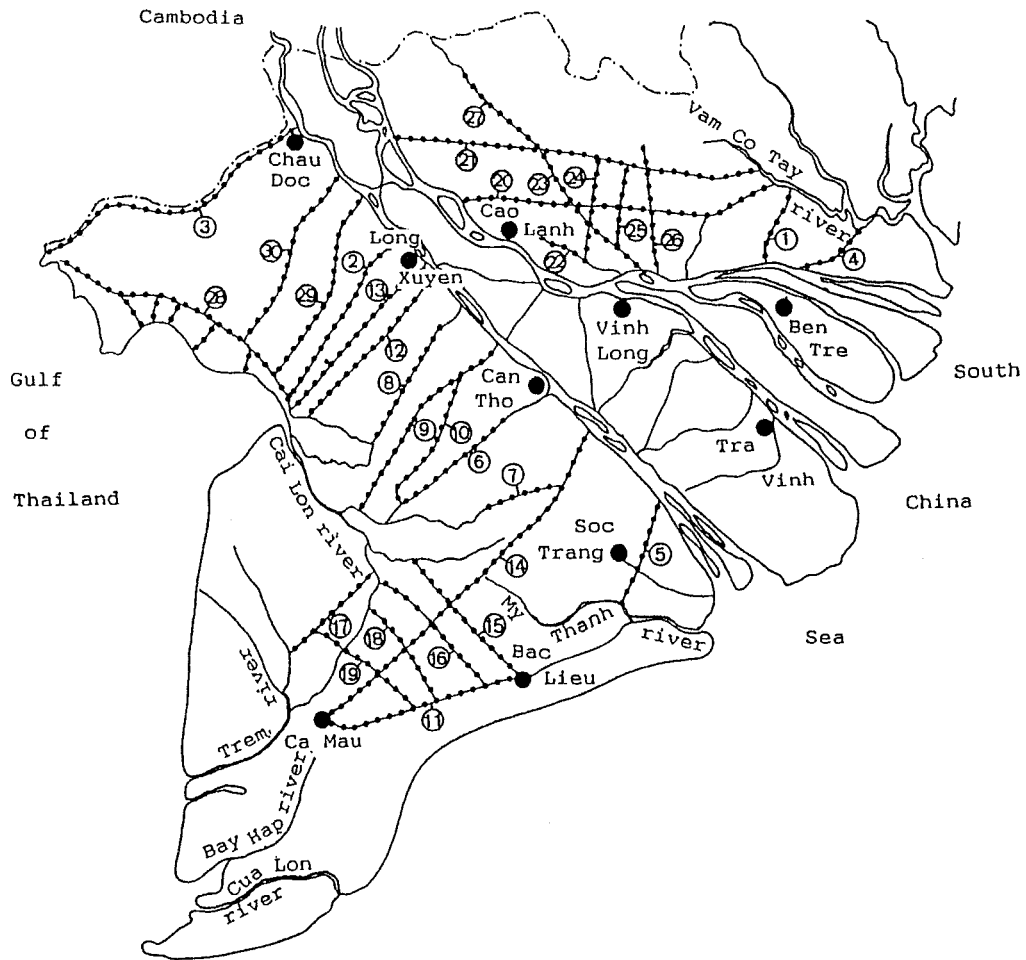 Cambodia
Vam Co Tay
river
27
21
20
23
24
Chau
Doc
Cao
Lanh
25
26
1
4
3
22
30
Long
Xuyen
2
13
29
28
12
Vinh
Long
Ben
Tre
8
Gulf
of
Thailand
South
China
Sea
Can
Tho
9
10
6
7
Tra
Vinh
Cai Lon river
Soc
Trang
5
14
My Thanh river
15
Bac
Lieu
17
18
19
16
11
Trem river
Ca Mau
Bay Hap river
Cua Lon
river